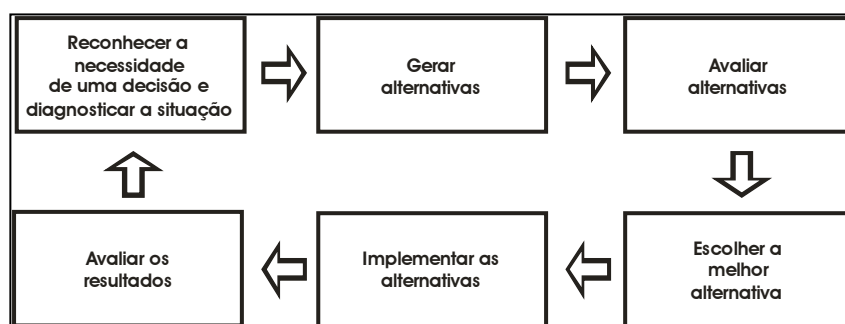 Reconhecer a
necessidade
de uma decisão e
diagnosticar a situação
Gerar
alternativas
Avaliar
alternativas
Avaliar os
resultados
Implementar as
alternativas
Escolher a
melhor
alternativa